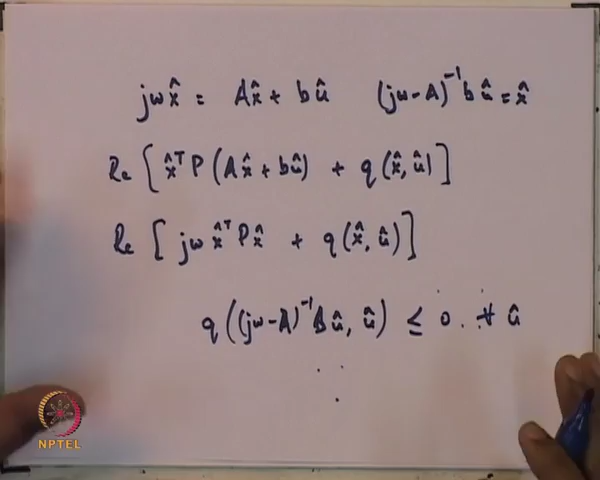 jω x̂ = A x̂ + b û   (jω − A)⁻¹ b û = x̂
Re [ x̂ᵀ P (A x̂ + b û) + q(x̂, û) ]
Re [ jω x̂ᵀ P x̂ + q(x̂, û) ]
q((jω − A)⁻¹ b û, û) ≤ 0 . ∀ û
NPTEL